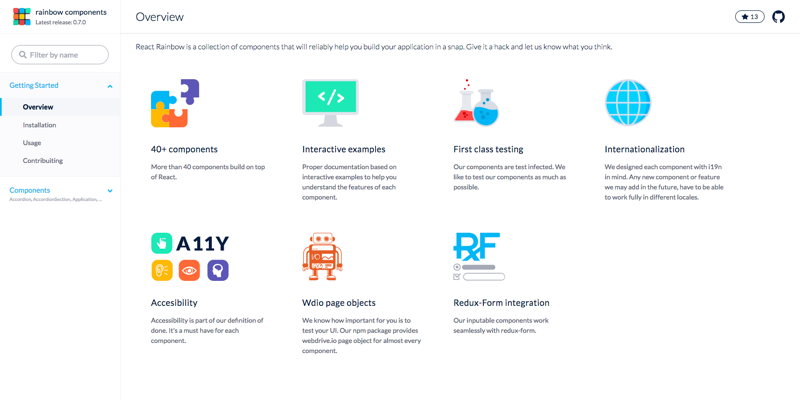 rainbow components
Latest release: 0.7.0
Filter by name
Getting Started
Overview
Installation
Usage
Contribuiting
Components
Accordion, AccordionSection, Application, ...
Overview
13
React Rainbow is a collection of components that will reliably help you build your application in a snap. Give it a hack and let us know what you think.
40+ components
More than 40 components build on top
of React.
</>
Interactive examples
Proper documentation based on
interactive examples to help you
understand the features of each
component.
First class testing
Our components are test infected. We
like to test our components as much as
possible.
Internationalization
We designed each component with i19n
in mind. Any new component or feature
we may add in the future, have to be able
to work fully in different locales.
A11Y
Accesibility
Accessibility is part of our definition of
done. It's a must have for each
component.
Wdio page objects
We know how important for you is to
test your UI. Our npm package provides
webdrive.io page object for almost every
component.
RxF
Redux-Form integration
Our inputable components work
seamlessly with redux-form.